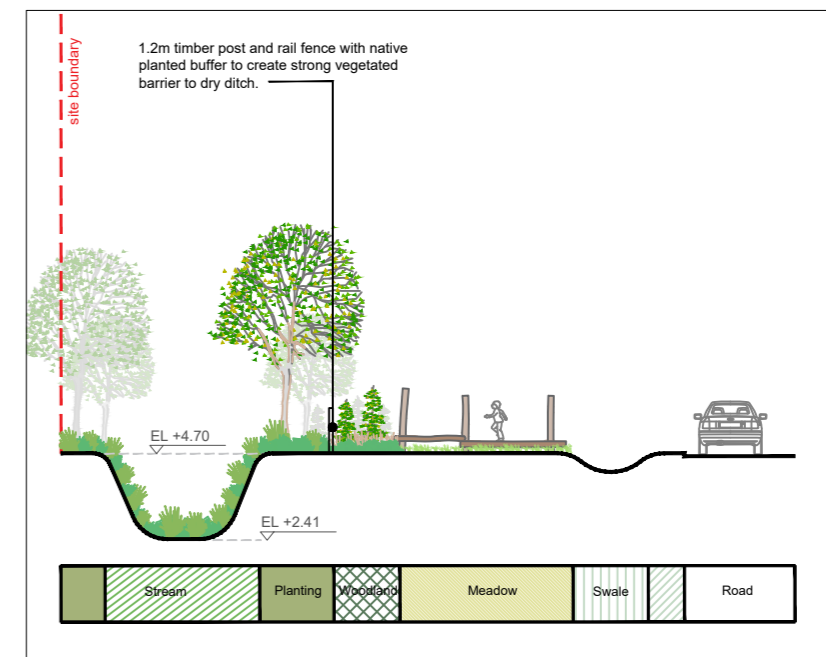 site boundary
1.2m timber post and rail fence with native
planted buffer to create strong vegetated
barrier to dry ditch.
EL +4.70
EL +2.41
Stream
Planting
Woodland
Meadow
Swale
Road